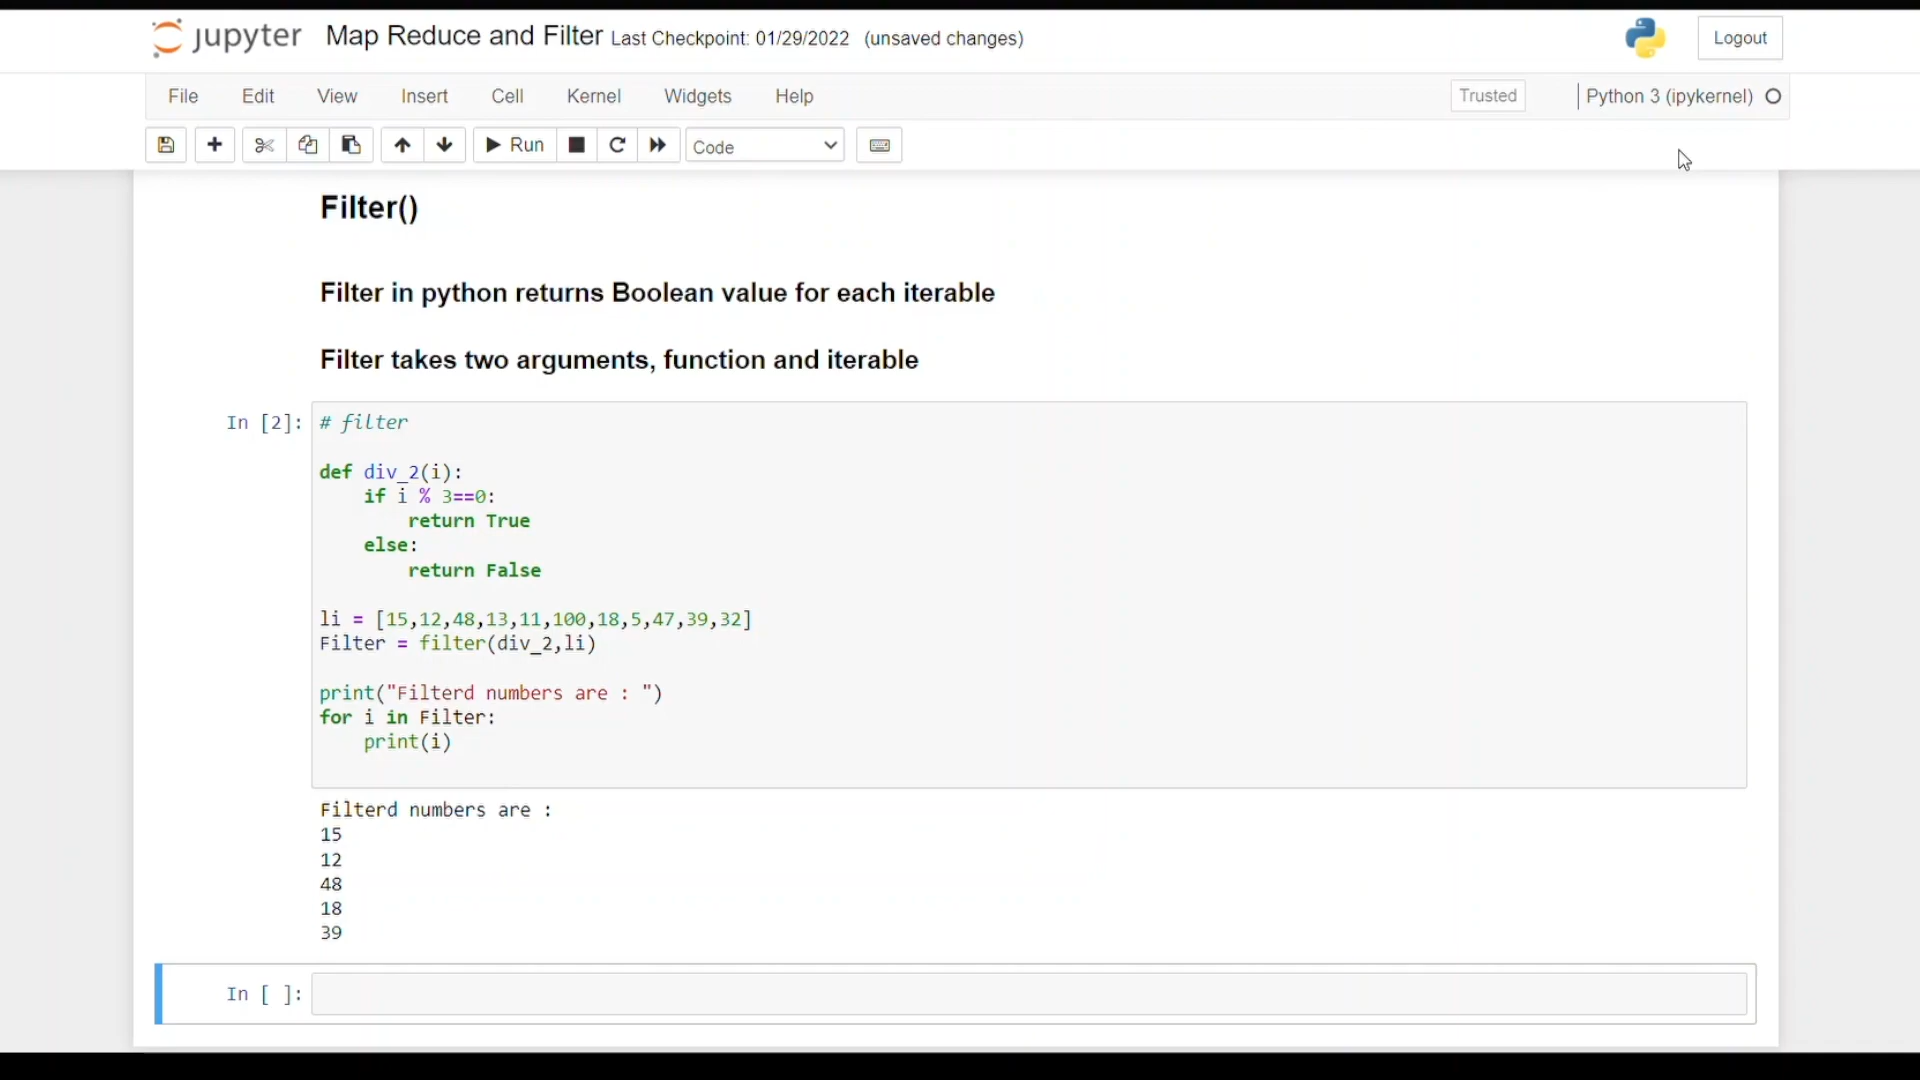 jupyter Map Reduce and Filter Last Checkpoint: 01/29/2022 (unsaved changes) Logout
File Edit View Insert Cell Kernel Widgets Help Trusted Python 3 (ipykernel)
Run Code
Filter()
Filter in python returns Boolean value for each iterable
Filter takes two arguments, function and iterable
In [2]: # filter
def div_2(i):
    if i % 3==0:
        return True
    else:
        return False
li = [15,12,48,13,11,100,18,5,47,39,32]
Filter = filter(div_2,li)
print("Filterd numbers are : ")
for i in Filter:
    print(i)
Filterd numbers are :
15
12
48
18
39
In [ ]: